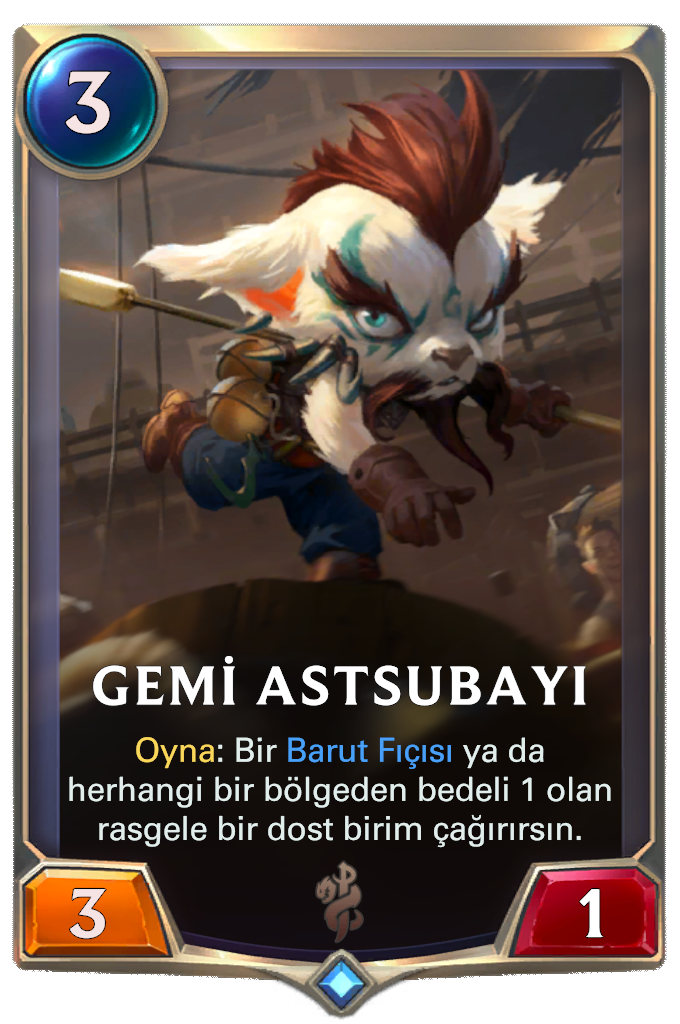 3
GEMİ ASTSUBAYI
Oyna: Bir Barut Fıçısı ya da
herhangi bir bölgeden bedeli 1 olan
rasgele bir dost birim çağırırsın.
3
1